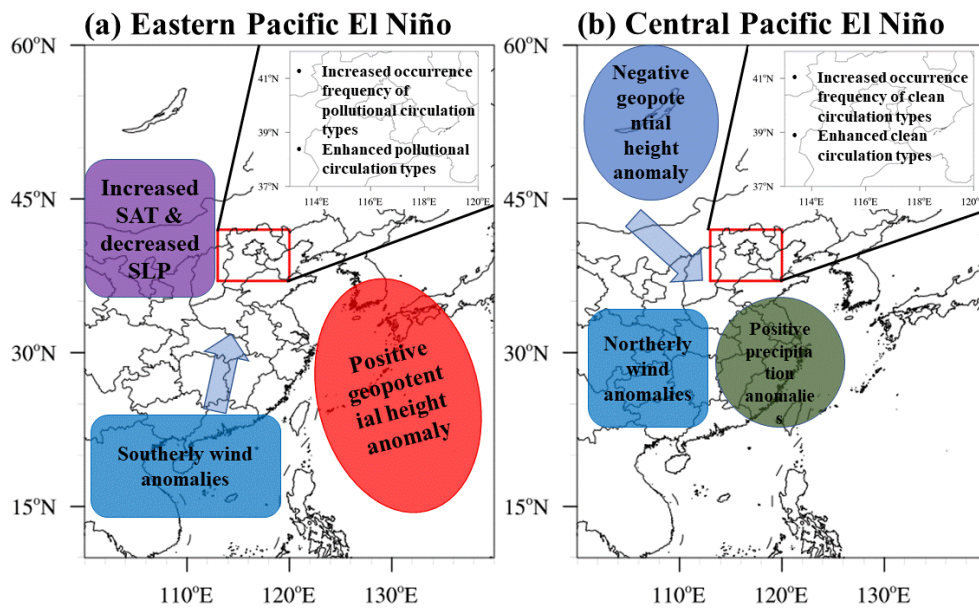 (a) Eastern Pacific El Niño
60°N
45°N
30°N
15°N
110°E
120°E
130°E
• Increased occurrence
frequency of
pollutional circulation
types
• Enhanced pollutional
circulation types
41°N
39°N
37°N
114°E
116°E
118°E
120°E
Increased
SAT &
decreased
SLP
Positive
geopotent
ial height
anomaly
Southerly wind
anomalies
(b) Central Pacific El Niño
60°N
45°N
30°N
15°N
110°E
120°E
130°E
Negative
geopote
ntial
height
anomaly
• Increased occurrence
frequency of clean
circulation types
• Enhanced clean
circulation types
41°N
39°N
37°N
114°E
116°E
118°E
120°
Northerly
wind
anomalies
Positive
precipita
tion
anomalie
s